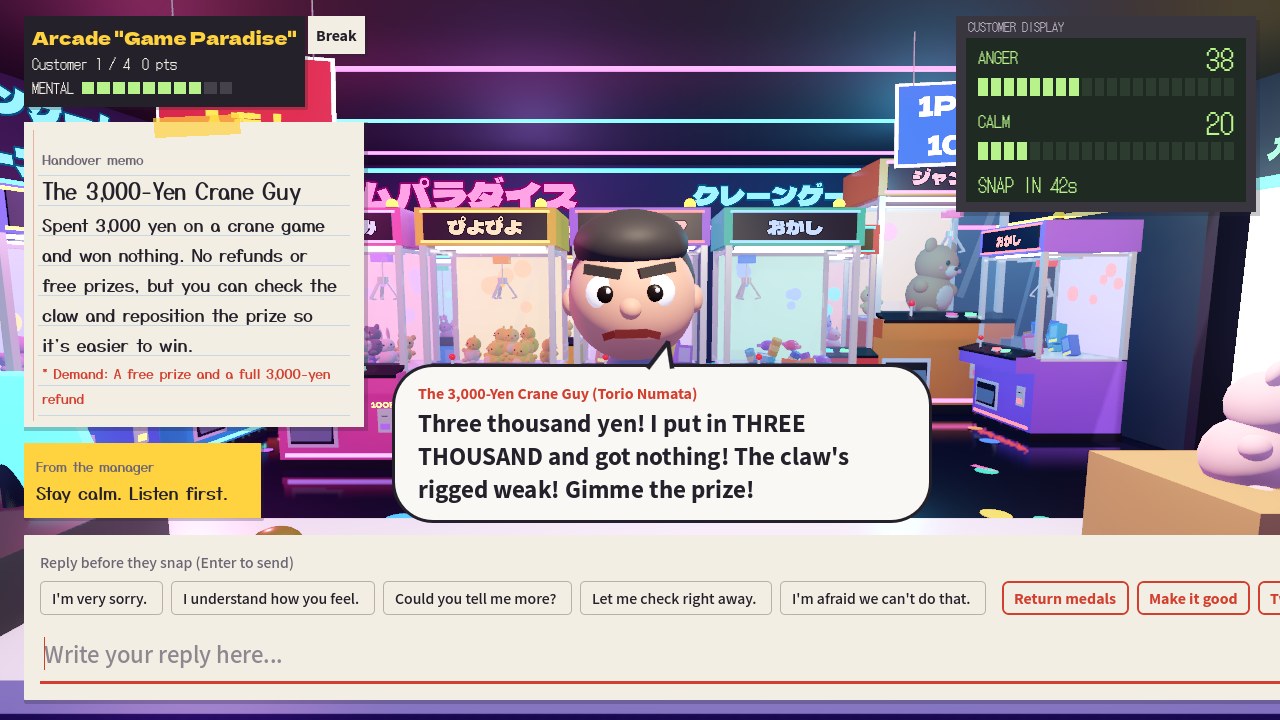 Arcade "Game Paradise"
Customer 1 / 4 0 pts
MENTAL
Break
CUSTOMER DISPLAY
ANGER
38
CALM
20
SNAP IN 42s
Handover memo
The 3,000-Yen Crane Guy
Spent 3,000 yen on a crane game
and won nothing. No refunds or
free prizes, but you can check the
claw and reposition the prize so
it's easier to win.
* Demand: A free prize and a full 3,000-yen
refund
From the manager
Stay calm. Listen first.
1P
10
ムパラダイス
クレーンゲー
ジャン
み
ぴよぴよ
おかし
おかし
The 3,000-Yen Crane Guy (Torio Numata)
Three thousand yen! I put in THREE
THOUSAND and got nothing! The claw's
rigged weak! Gimme the prize!
Reply before they snap (Enter to send)
I'm very sorry.
I understand how you feel.
Could you tell me more?
Let me check right away.
I'm afraid we can't do that.
Return medals
Make it good
Write your reply here...